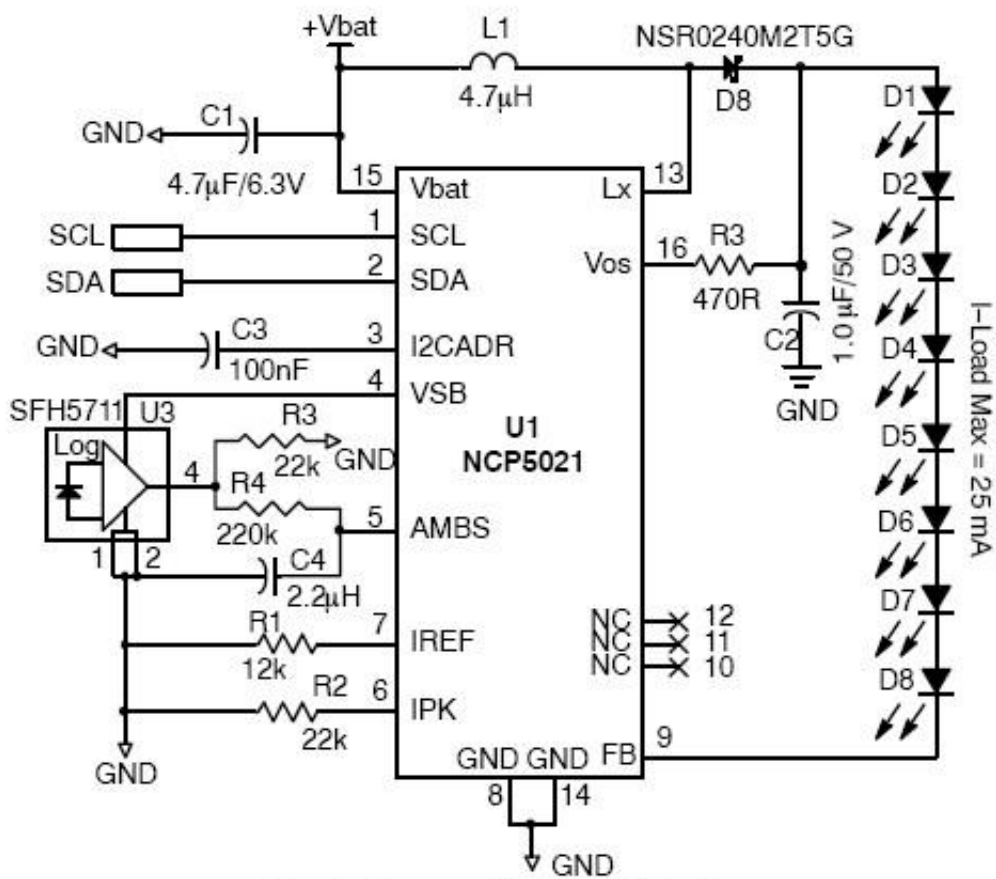 +Vbat
L1
4.7µH
NSR0240M2T5G
D8
GND
C1
4.7µF/6.3V
15
Vbat
Lx
13
SCL
1
SCL
SDA
2
SDA
Vos
16
R3
470R
C2
1.0 µF/50 V
GND
GND
C3
100nF
3
I2CADR
4
VSB
SFH5711
U3
Log
4
R3
22k
GND
R4
220k
5
AMBS
1
2
C4
2.2µH
U1
NCP5021
R1
12k
7
IREF
R2
22k
6
IPK
GND
NC
12
NC
11
NC
10
GND
GND
FB
9
8
14
GND
D1
D2
D3
D4
D5
D6
D7
D8
I-Load Max = 25 mA